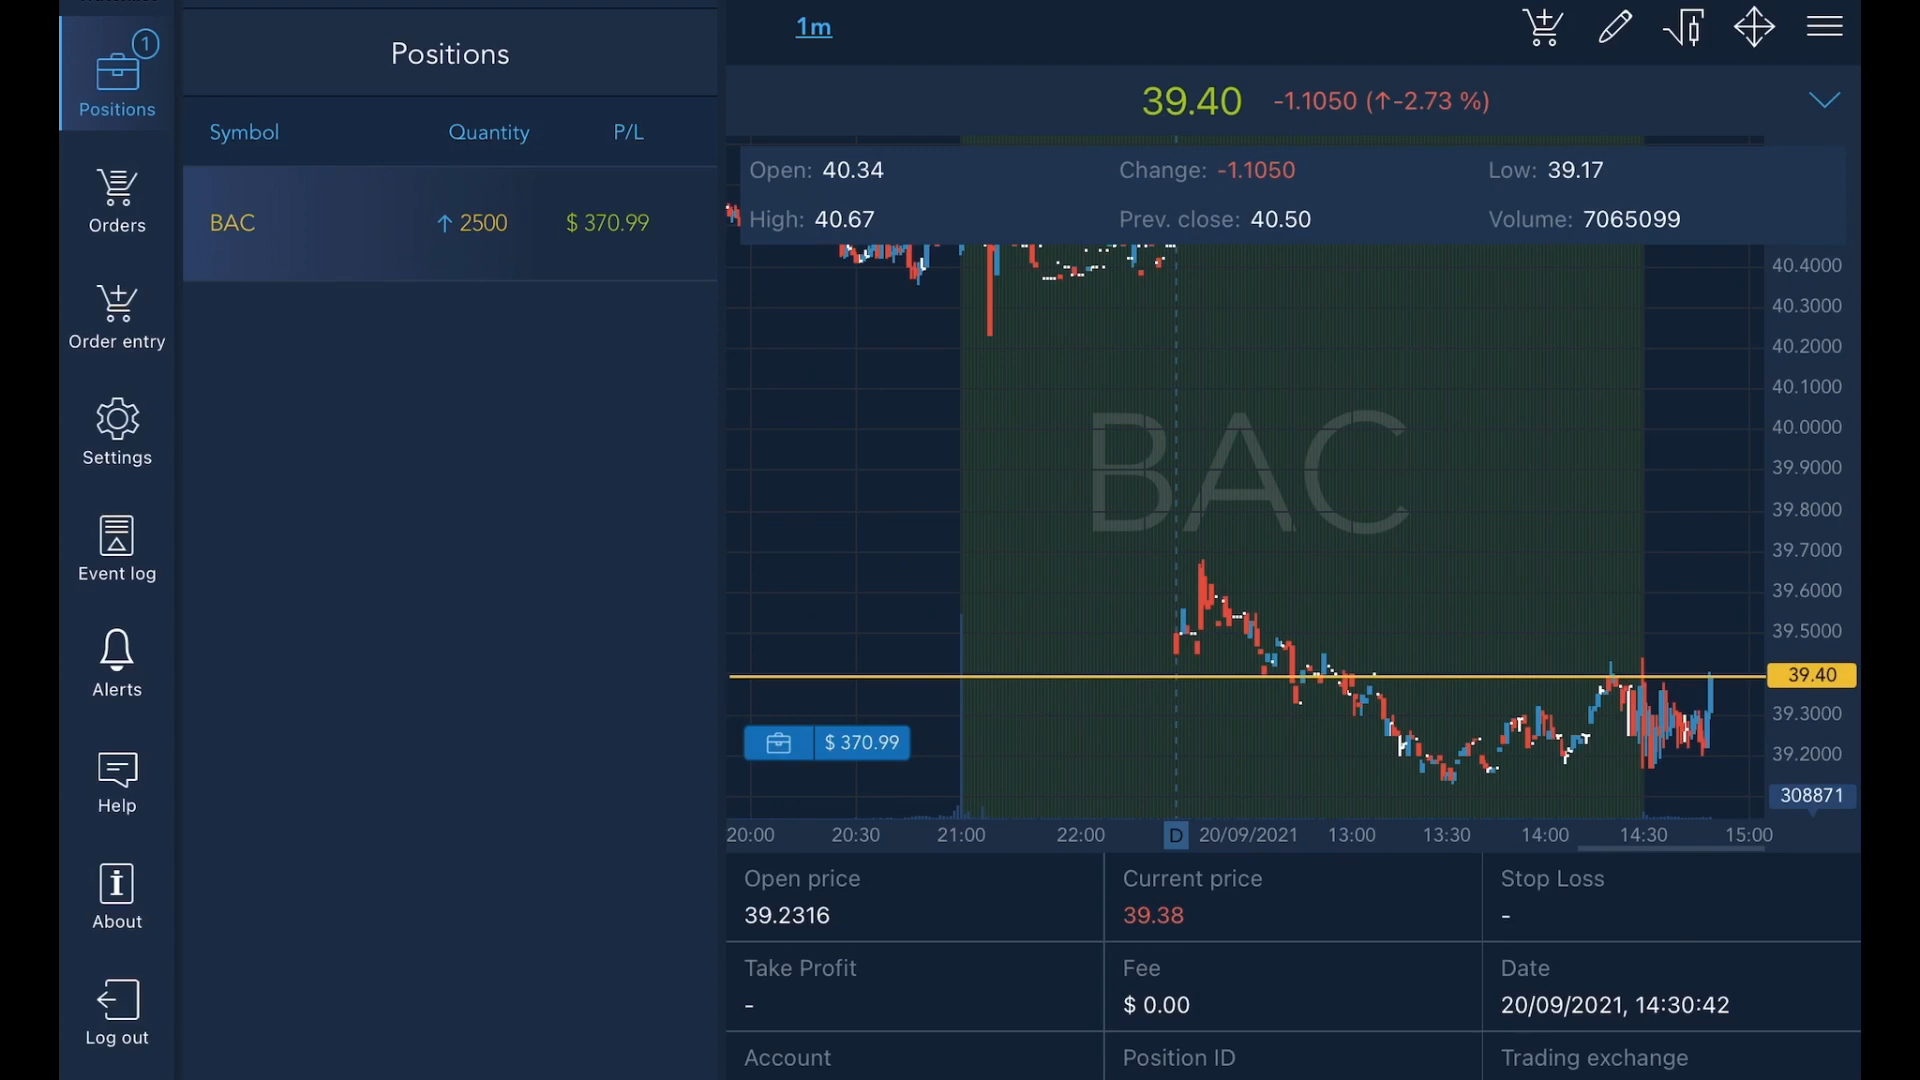 1
Positions
Orders
Order entry
Settings
Event log
Alerts
Help
About
Log out
Positions
Symbol Quantity P/L
BAC ↑ 2500 $ 370.99
1m
39.40 -1.1050 (↑-2.73 %)
Open: 40.34 Change: -1.1050 Low: 39.17
High: 40.67 Prev. close: 40.50 Volume: 7065099
BAC
40.4000
40.3000
40.2000
40.1000
40.0000
39.9000
39.8000
39.7000
39.6000
39.5000
39.40
39.3000
39.2000
308871
$ 370.99
20:00 20:30 21:00 22:00 D 20/09/2021 13:00 13:30 14:00 14:30 15:00
Open price Current price Stop Loss
39.2316 39.38 -
Take Profit Fee Date
- $ 0.00 20/09/2021, 14:30:42
Account Position ID Trading exchange